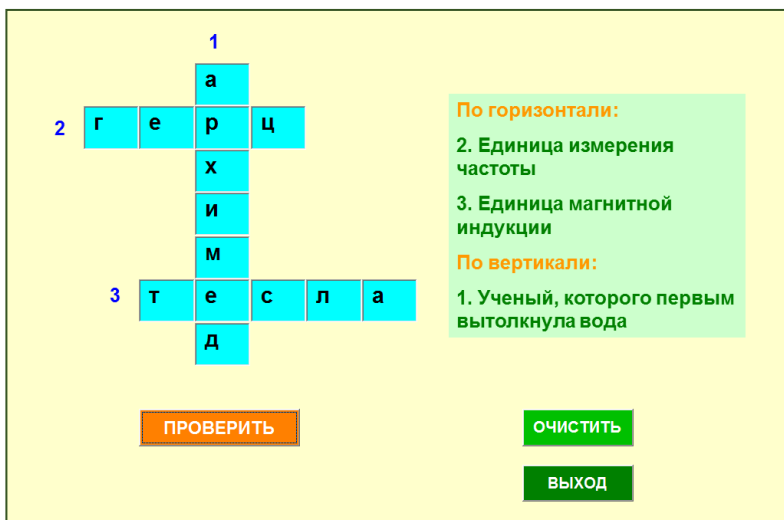 1
а
2 г е р ц
х
и
м
3 т е с л а
д
По горизонтали:
2. Единица измерения
частоты
3. Единица магнитной
индукции
По вертикали:
1. Ученый, которого первым
вытолкнула вода
ПРОВЕРИТЬ
ОЧИСТИТЬ
ВЫХОД